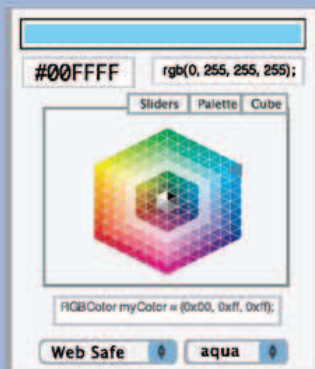 #00FFFF
rgb(0, 255, 255, 255);
Sliders Palette Cube
RGBColor myColor = (0x00, 0xff, 0xff);
Web Safe
aqua